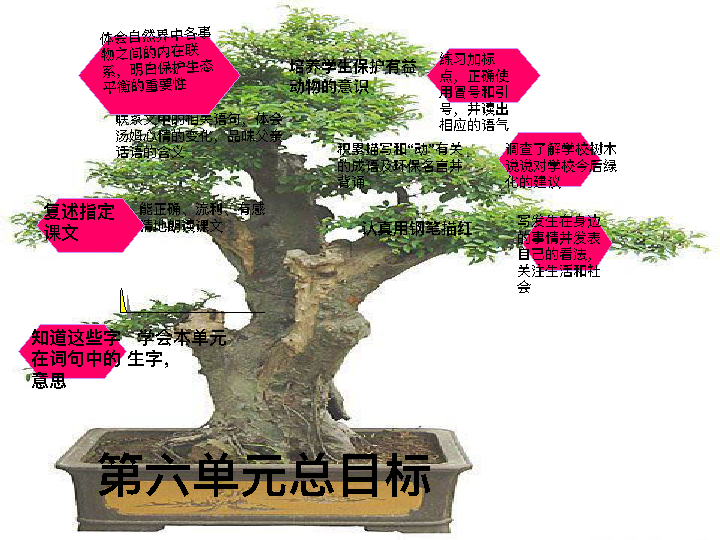 体会自然界中各事
物之间的内在联
系，明白保护生态
平衡的重要性
培养学生保护有益
动物的意识
练习加标
点，正确使
用冒号和引
号，并读出
相应的语气
联系文中的相关语句，体会
汤姐心情的变化，品味父亲
话语的含义
积累描写和“动”有关
的成语及环保名言并
背诵
调查了解学校树木
说说对学校今后绿
化的建议
复述指定
课文
能正确、流利、有感
情地朗读课文
认真用钢笔描红
写发生在身边
的事情并发表
自己的看法，
关注生活和社
会
知道这些字
在词句中的
意思
学会本单元
生字，
第六单元总目标